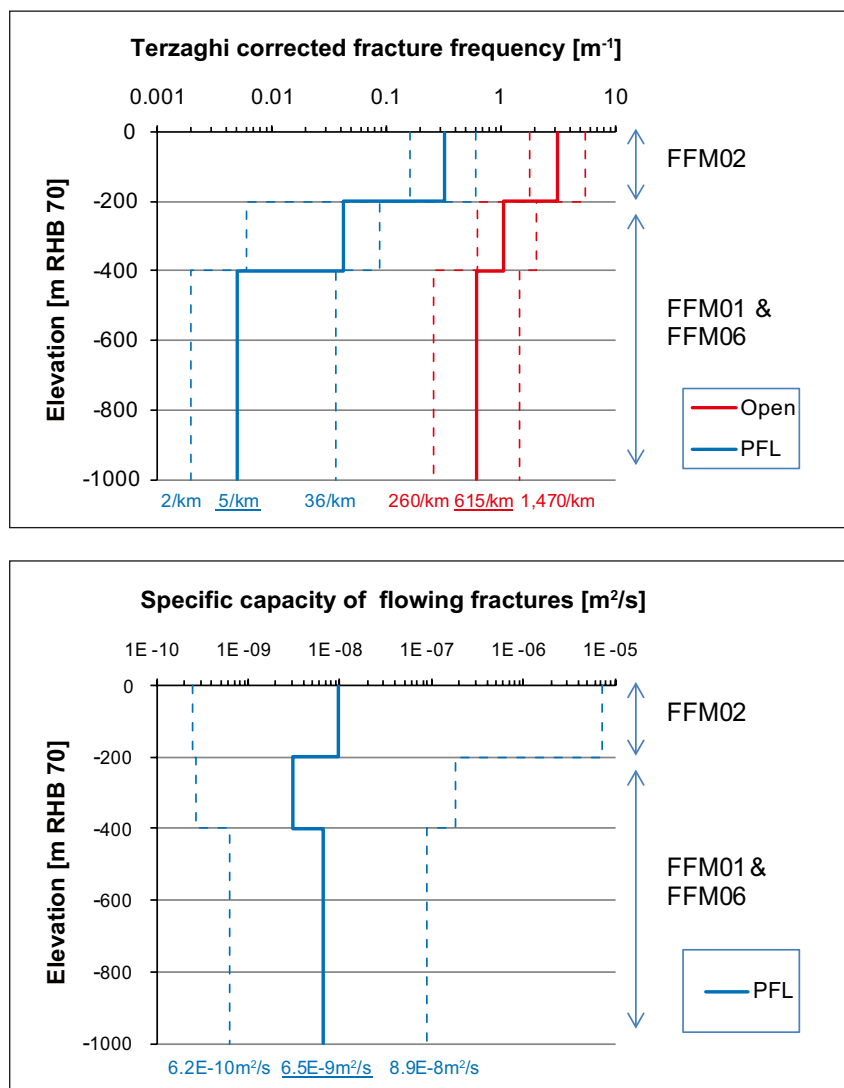 Terzaghi corrected fracture frequency [m⁻¹]
0.001 0.01 0.1 1 10
Elevation [m RHB 70]
0
-200
-400
-600
-800
-1000
FFM02
FFM01 &
FFM06
Open
PFL
2/km 5/km 36/km 260/km 615/km 1,470/km
Specific capacity of flowing fractures [m²/s]
1E-10 1E-09 1E-08 1E-07 1E-06 1E-05
Elevation [m RHB 70]
0
-200
-400
-600
-800
-1000
FFM02
FFM01 &
FFM06
PFL
6.2E-10m²/s 6.5E-9m²/s 8.9E-8m²/s